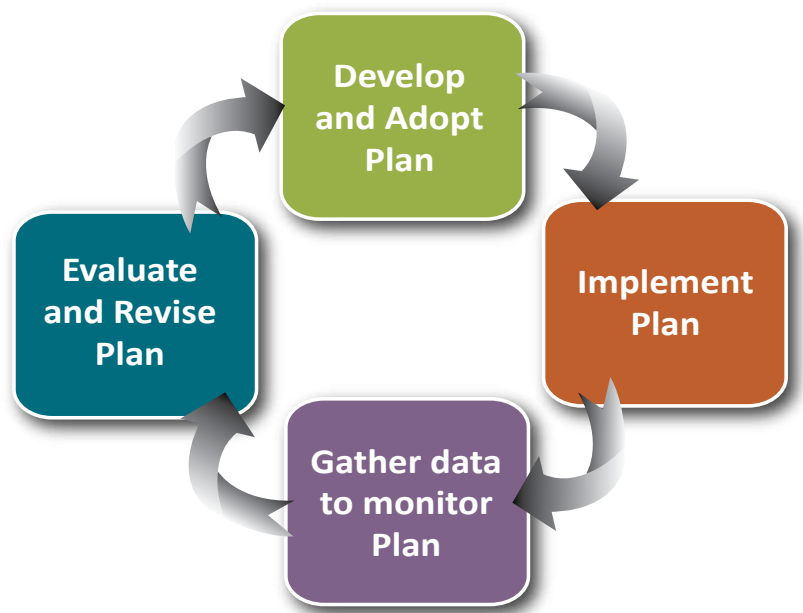 Develop
and Adopt
Plan
Implement
Plan
Gather data
to monitor
Plan
Evaluate
and Revise
Plan